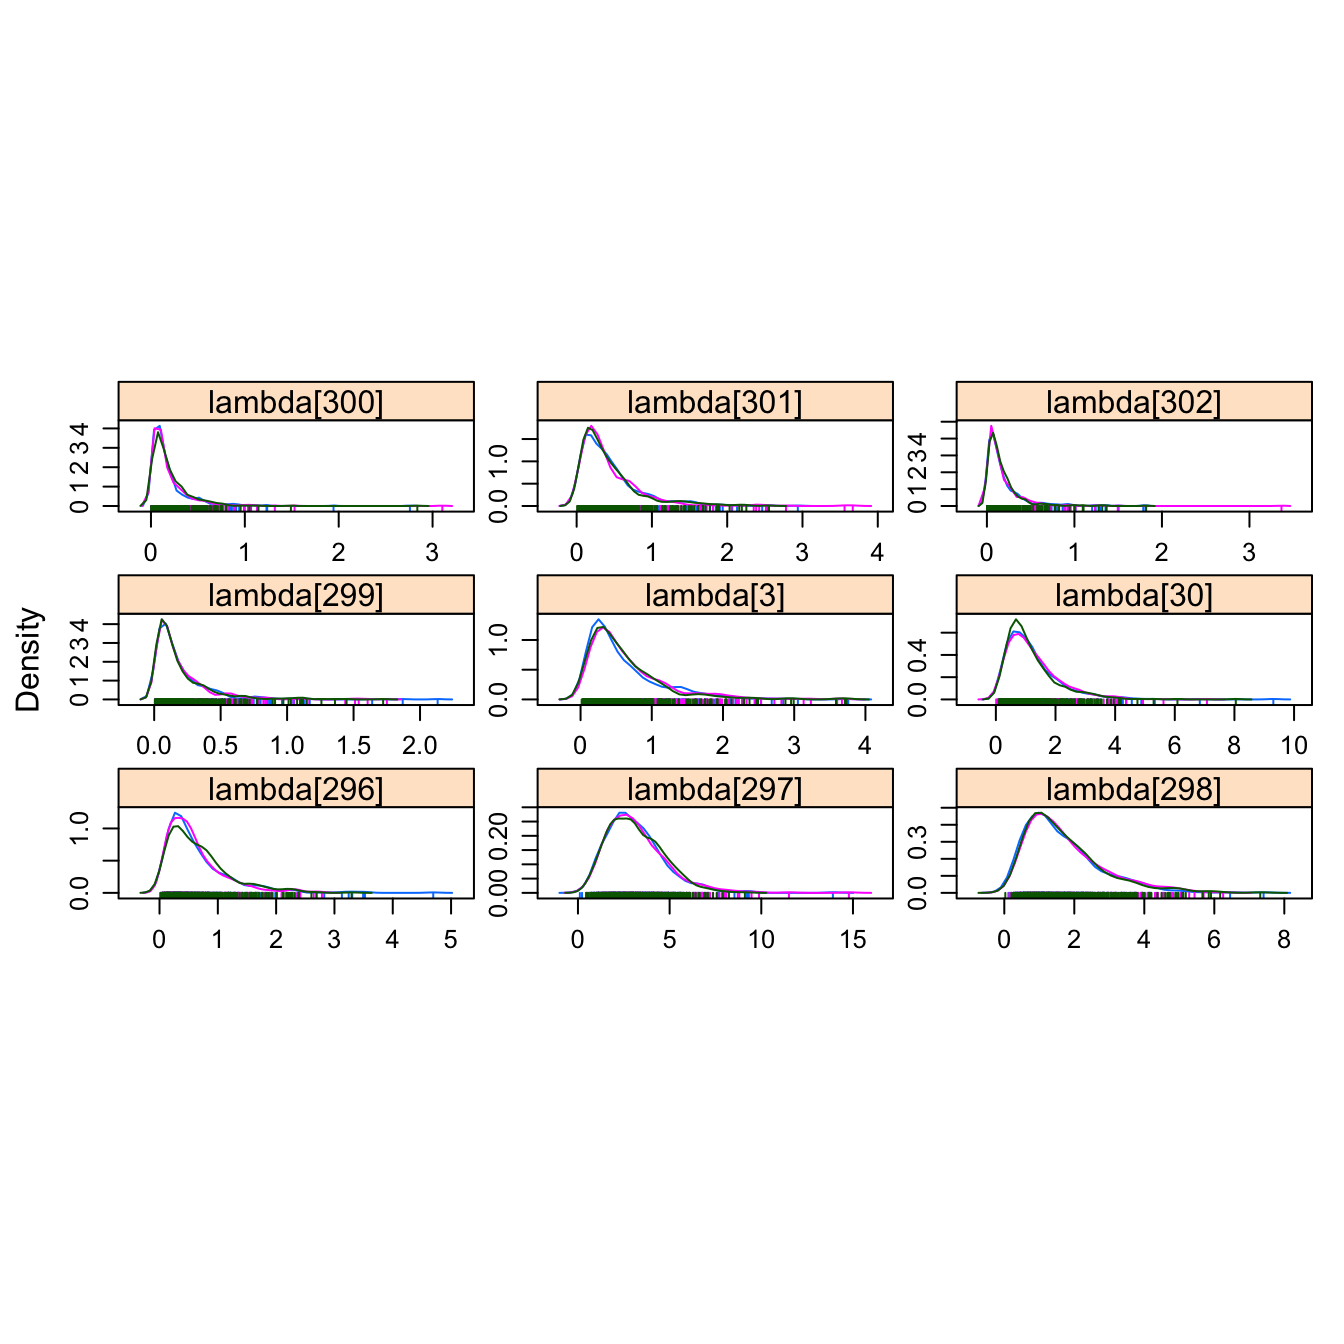 lambda[300] lambda[301] lambda[302]
0 1 2 3 4 0.0 1.0 0 1 2 3 4
0 1 2 3 0 1 2 3 4 0 1 2 3
lambda[299] lambda[3] lambda[30]
Density
0 1 2 3 4 0.0 1.0 0.0 0.4
0.0 0.5 1.0 1.5 2.0 0 1 2 3 4 0 2 4 6 8 10
lambda[296] lambda[297] lambda[298]
0.0 1.0 0.00 0.20 0.0 0.3
0 1 2 3 4 5 0 5 10 15 0 2 4 6 8